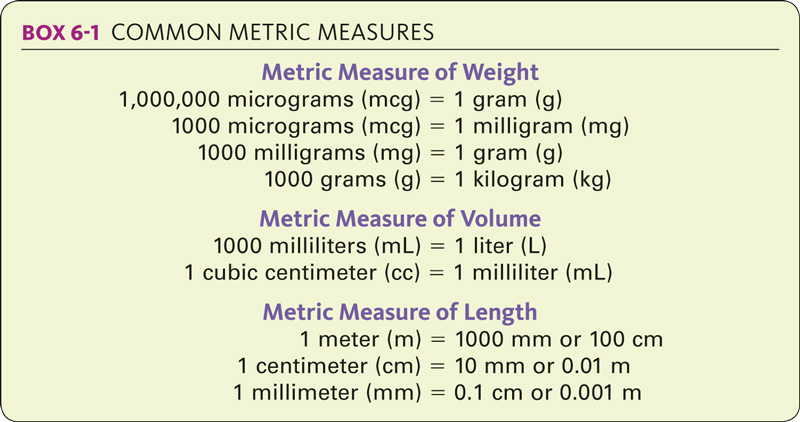 BOX 6-1 COMMON METRIC MEASURES
Metric Measure of Weight
1,000,000 micrograms (mcg) = 1 gram (g)
1000 micrograms (mcg) = 1 milligram (mg)
1000 milligrams (mg) = 1 gram (g)
1000 grams (g) = 1 kilogram (kg)
Metric Measure of Volume
1000 milliliters (mL) = 1 liter (L)
1 cubic centimeter (cc) = 1 milliliter (mL)
Metric Measure of Length
1 meter (m) = 1000 mm or 100 cm
1 centimeter (cm) = 10 mm or 0.01 m
1 millimeter (mm) = 0.1 cm or 0.001 m